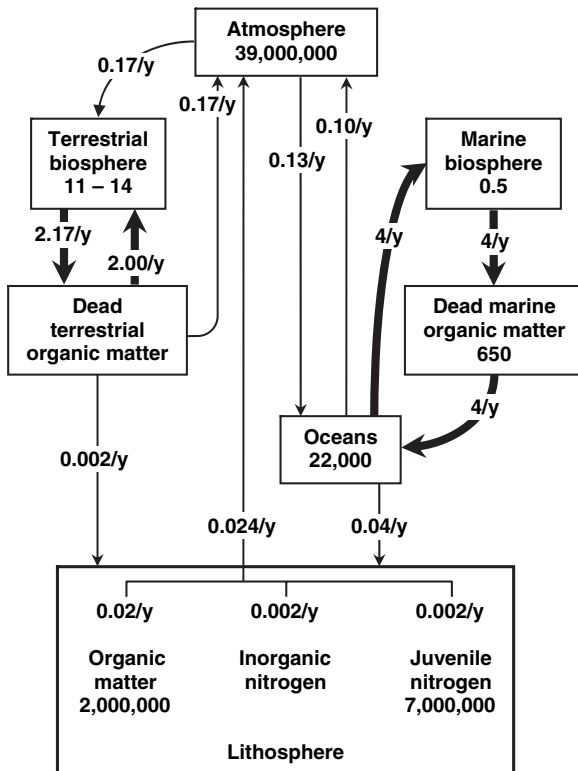 Atmosphere
39,000,000
0.17/y
0.17/y
0.10/y
0.13/y
Terrestrial
biosphere
11 – 14
Marine
biosphere
0.5
2.17/y
2.00/y
4/y
4/y
Dead
terrestrial
organic matter
Dead marine
organic matter
650
4/y
Oceans
22,000
0.002/y
0.024/y
0.04/y
0.02/y
0.002/y
0.002/y
Organic
matter
2,000,000
Inorganic
nitrogen
Juvenile
nitrogen
7,000,000
Lithosphere